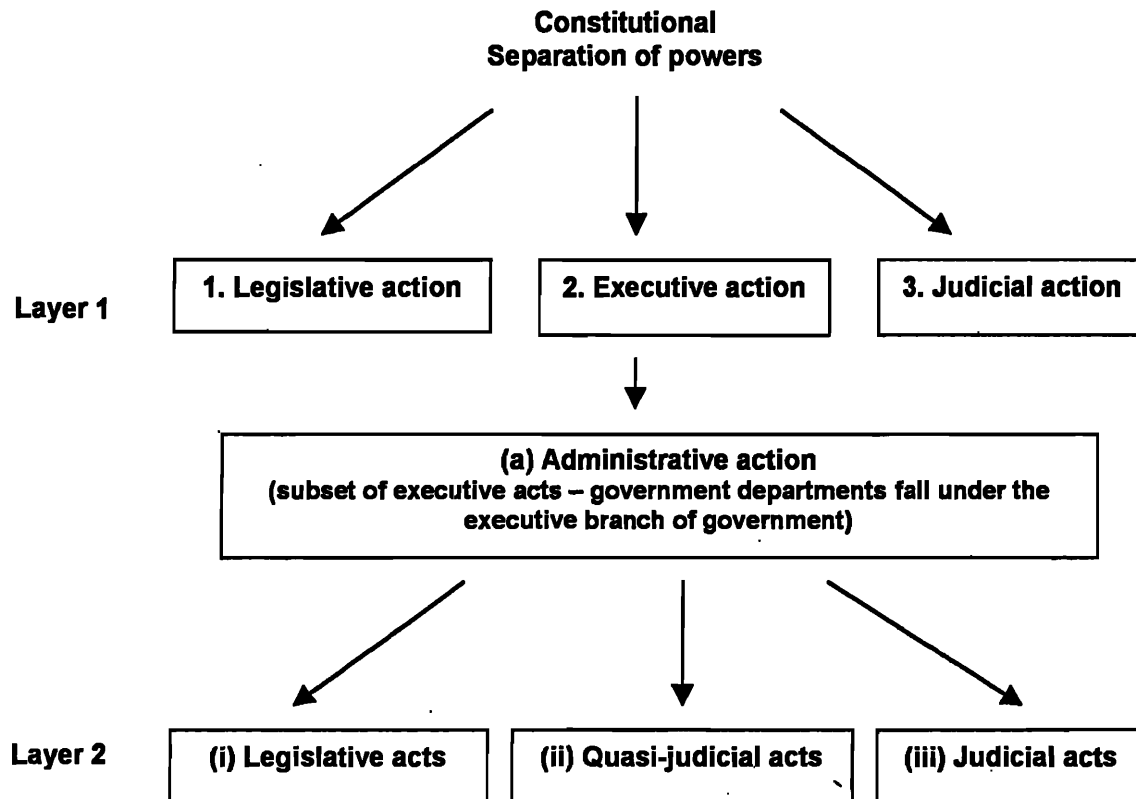 Constitutional
Separation of powers
Layer 1
1. Legislative action
2. Executive action
3. Judicial action
(a) Administrative action
(subset of executive acts – government departments fall under the
executive branch of government)
Layer 2
(i) Legislative acts
(ii) Quasi-judicial acts
(iii) Judicial acts